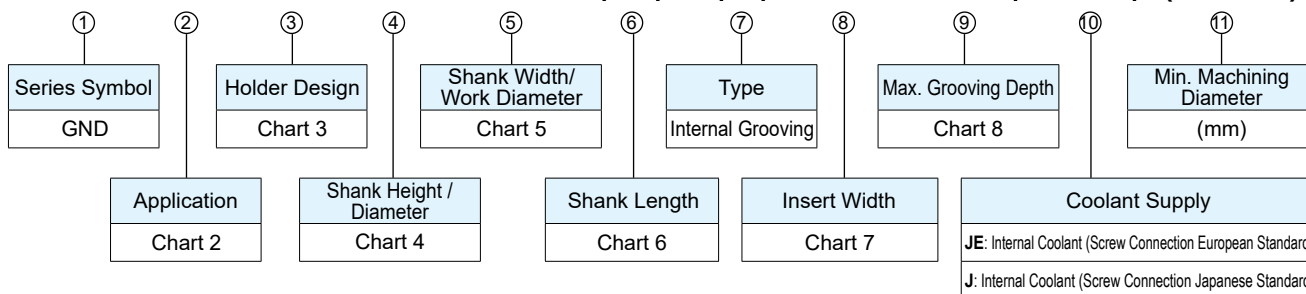 ① ② ③ ④ ⑤ ⑥ ⑦ ⑧ ⑨ ⑩ ⑪
Series Symbol
GND
Holder Design
Chart 3
Shank Width/
Work Diameter
Chart 5
Type
Internal Grooving
Max. Grooving Depth
Chart 8
Min. Machining
Diameter
(mm)
Application
Chart 2
Shank Height /
Diameter
Chart 4
Shank Length
Chart 6
Insert Width
Chart 7
Coolant Supply
JE: Internal Coolant (Screw Connection European Standard
J: Internal Coolant (Screw Connection Japanese Standard